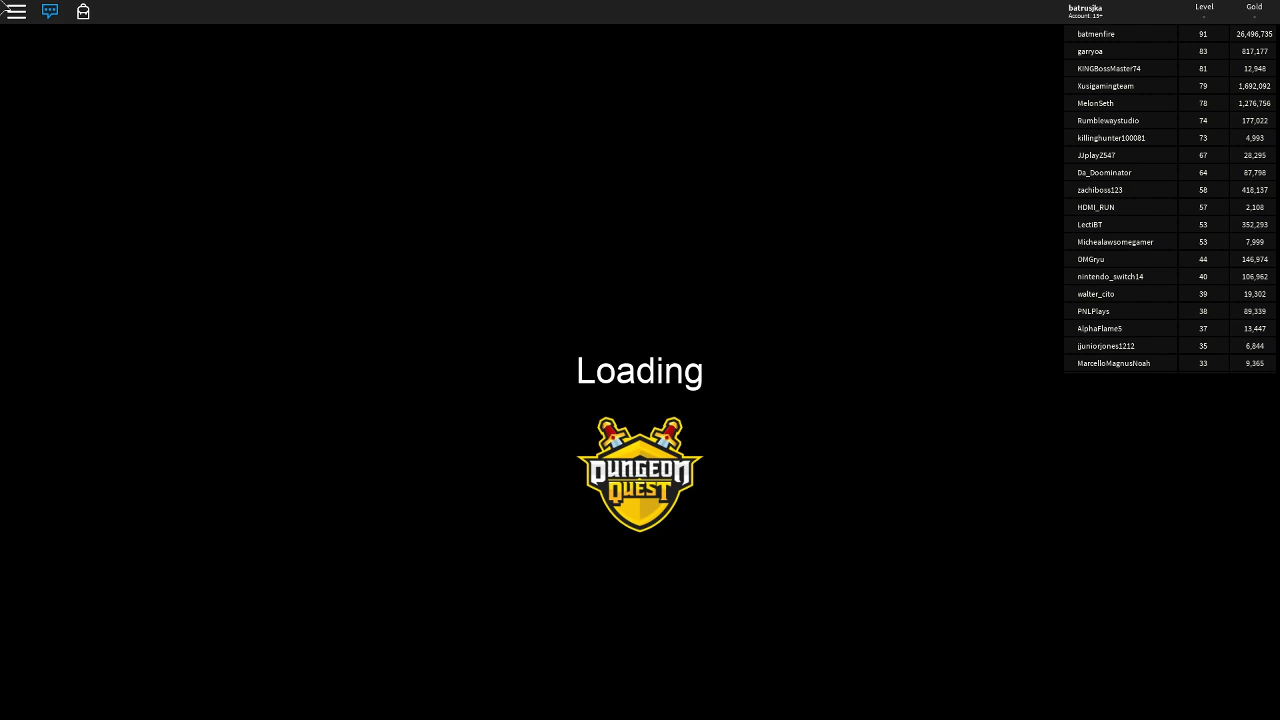 batrusjka Level Gold
Account: 13+
batmenfire 91 26,496,735
garryoa 83 817,177
KINGBossMaster74 81 12,948
Xusigamingteam 79 1,692,092
MelonSeth 78 1,276,756
Rumblewaystudio 74 177,022
killinghunter100081 73 4,993
JJplayZ547 67 28,295
Da_Doominator 64 87,798
zachiboss123 58 418,137
HDMI_RUN 57 2,108
LectiBT 53 352,293
Michealawsomegamer 53 7,999
OMGryu 44 146,974
nintendo_switch14 40 106,962
walter_cito 39 19,302
PNLPlays 38 89,339
AlphaFlame5 37 13,447
jjuniorjones1212 35 6,844
MarcelloMagnusNoah 33 9,365
Loading
DUNGEON
QUEST